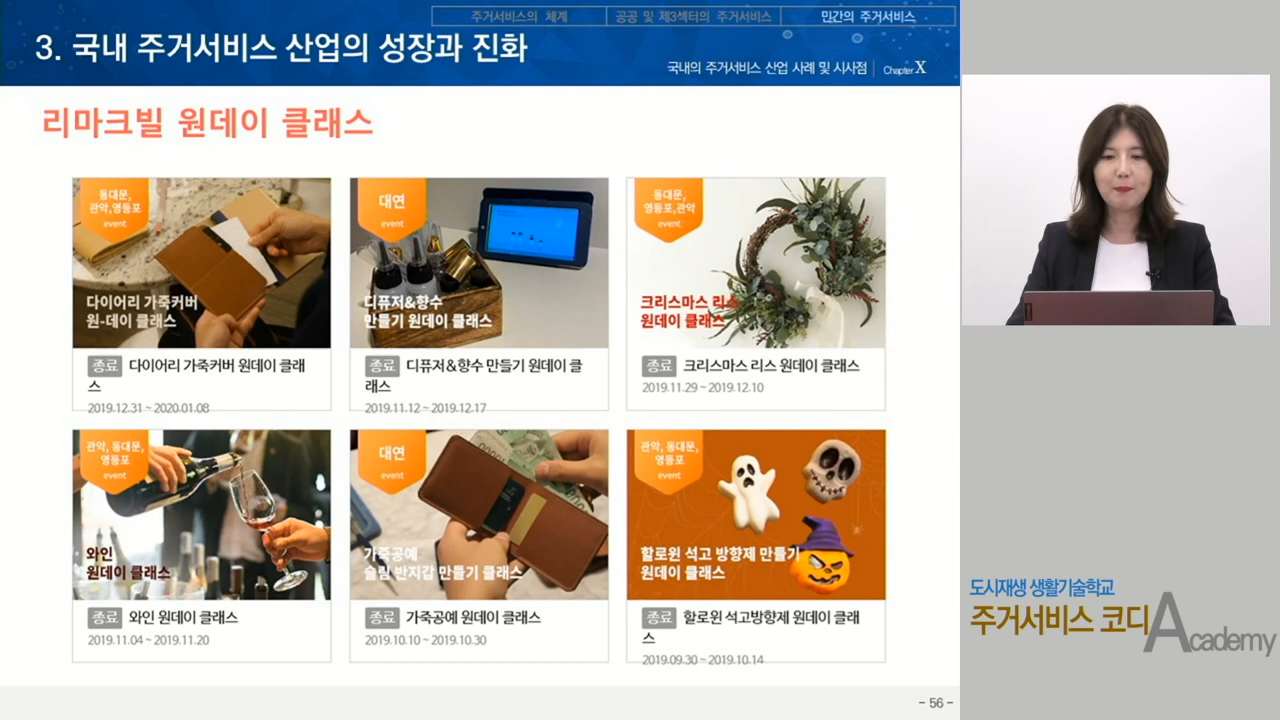 주거서비스의 체계
공공 및 제3섹터의 주거서비스
민간의 주거서비스
3. 국내 주거서비스 산업의 성장과 진화
국내의 주거서비스 산업 사례 및 시사점
Chapter X
리마크빌 원데이 클래스
동대문,
관악,영등포
event
다이어리 가죽커버
원-데이 클래스
종료 다이어리 가죽커버 원데이 클래
스
2019.12.31 ~ 2020.01.08
대연
event
디퓨저&향수
만들기 원데이 클래스
종료 디퓨저&향수 만들기 원데이 클
래스
2019.11.12 ~ 2019.12.17
동대문,
영등포,관악
event
크리스마스 리스
원데이 클래스
종료 크리스마스 리스 원데이 클래스
2019.11.29 ~ 2019.12.10
관악, 동대문,
영등포
event
와인
원데이 클래스
종료 와인 원데이 클래스
2019.11.04 ~ 2019.11.20
대연
event
가죽공예
슬림 반지갑 만들기 클래스
종료 가죽공예 원데이 클래스
2019.10.10 ~ 2019.10.30
관악, 동대문,
영등포
event
할로윈 석고 방향제 만들기
원데이 클래스
종료 할로윈 석고방향제 원데이 클래
스
2019.09.30 ~ 2019.10.14
- 56 -
도시재생 생활기술학교
주거서비스 코디
Academy